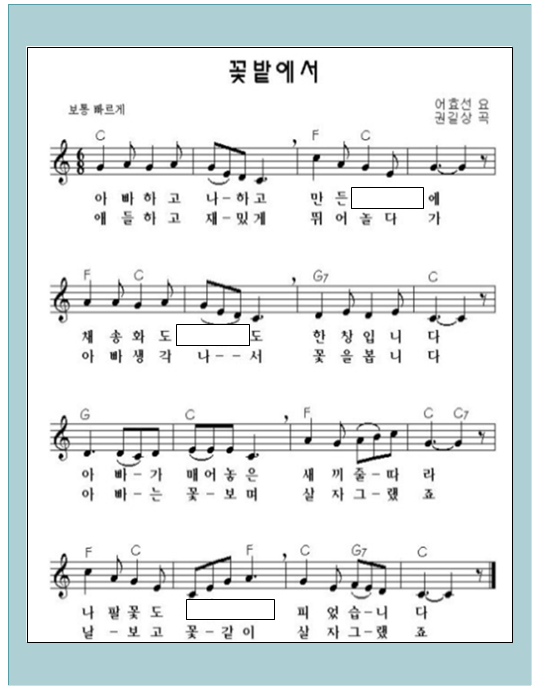 꽃밭에서
보통 빠르게
어효선 요
권길상 곡
C F C
6
8
아 바 하 고 나-하 고 만 든 에
애 들 하 고 재-밌 게 뛰 어 놀 다 가
F C G7 C
채 송 화 도 도 한 창 입 니 다
아 빠 생 각 나--서 꽃 을 봅 니 다
G C F C C7
아 빠-가 매 어 놓 은 새 끼 줄-따 라
아 빠-는 꽃-보 며 살 자 그-랬 죠
F C F C G7 C
나 팔 꽃 도 피 었 습-니 다
날-보 고 꽃-같 이 살 자 그-랬 죠